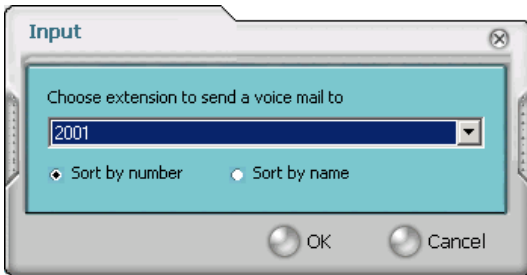 Input
Choose extension to send a voice mail to
2001
Sort by number Sort by name
OK Cancel